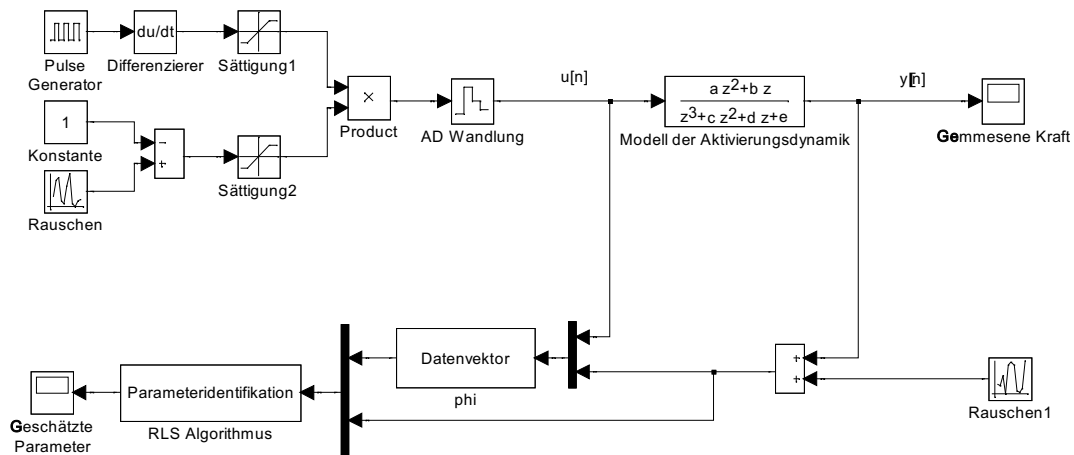 Pulse
Generator
du/dt
Differenzierer
Sättigung1
1
Konstante
−
+
Rauschen
Sättigung2
×
Product
AD Wandlung
u[n]
a z²+b z
z³+c z²+d z+e
Modell der Aktivierungsdynamik
y[n]
Gemmesene Kraft
Datenvektor
phi
Parameteridentifikation
RLS Algorithmus
Geschätzte
Parameter
+
+
Rauschen1